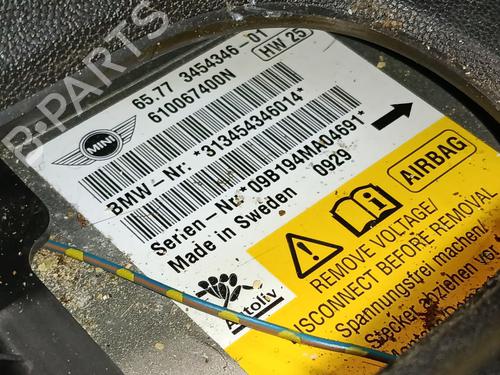 65.77 3454346-01
610067400N
HW 25
MINI
BMW-Nr: *313454346014*
Serien-Nr*09B194MA04691*
Made in Sweden 0929
Autoliv
AIRBAG
REMOVE VOLTAGE/
DISCONNECT BEFORE REMOVAL
Spannungsfrei machen/
Stecker abziehen vor
B-PARTS